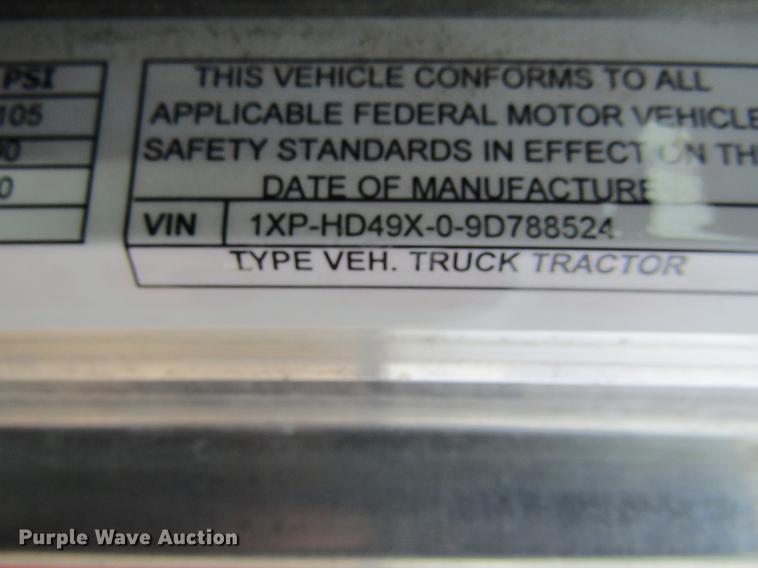 PSI
105
0
THIS VEHICLE CONFORMS TO ALL
APPLICABLE FEDERAL MOTOR VEHICLE
SAFETY STANDARDS IN EFFECT ON TH
DATE OF MANUFACTURE
VIN 1XP-HD49X-0-9D788524
TYPE VEH. TRUCK TRACTOR
Purple Wave Auction